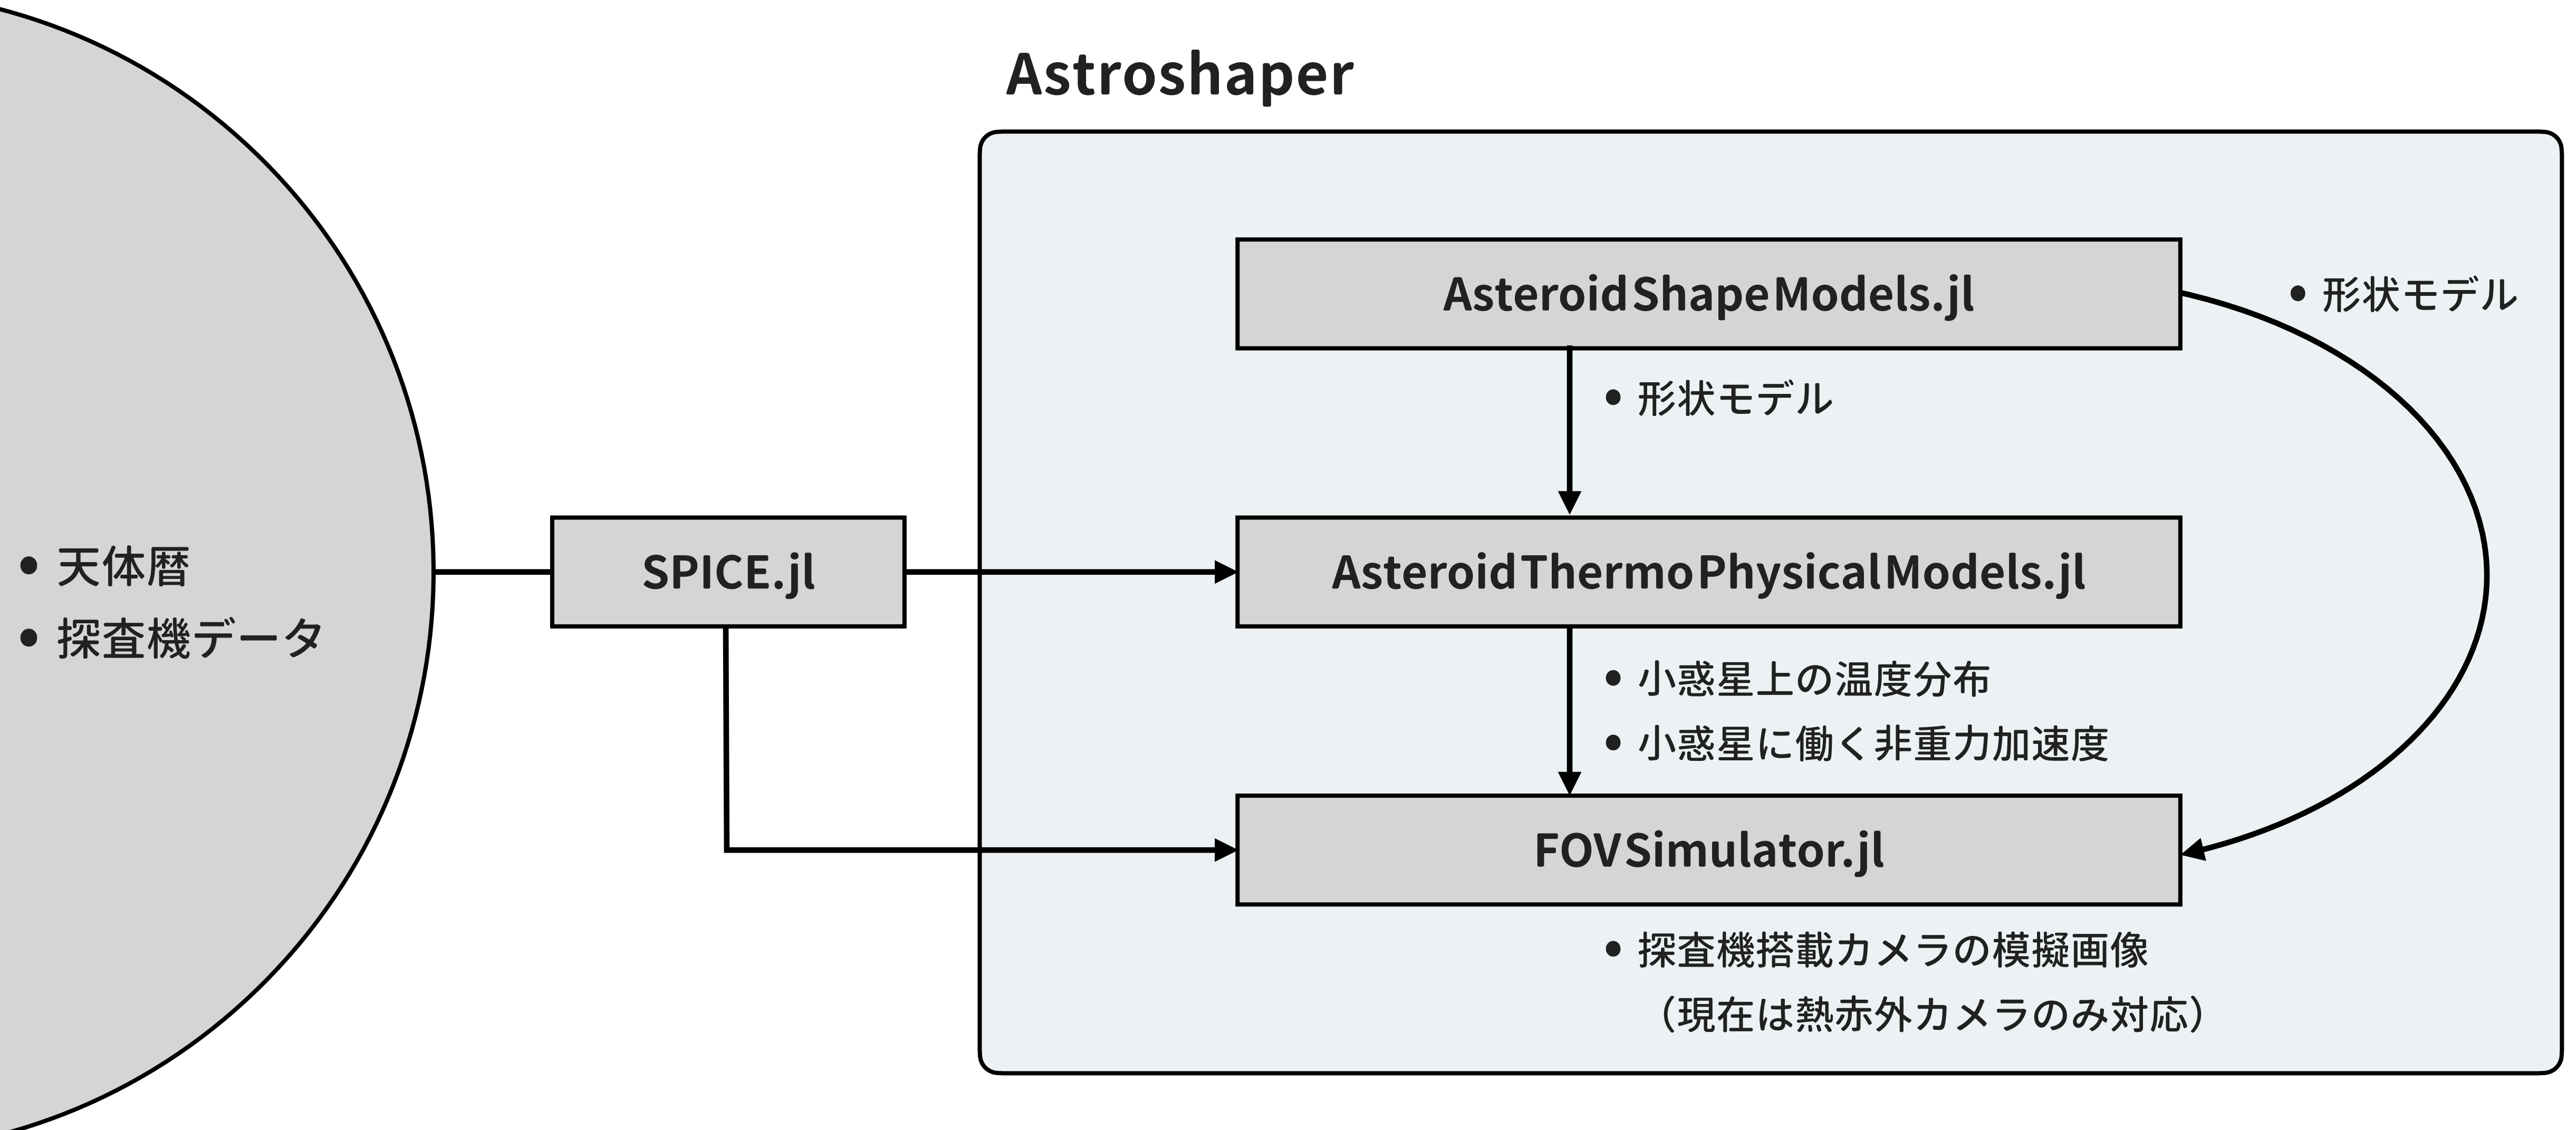 Astroshaper
AsteroidShapeModels.jl
• 形状モデル
• 形状モデル
• 天体暦
• 探査機データ
SPICE.jl
AsteroidThermoPhysicalModels.jl
• 小惑星上の温度分布
• 小惑星に働く非重力加速度
FOVSimulator.jl
• 探査機搭載カメラの模擬画像
（現在は熱赤外カメラのみ対応）